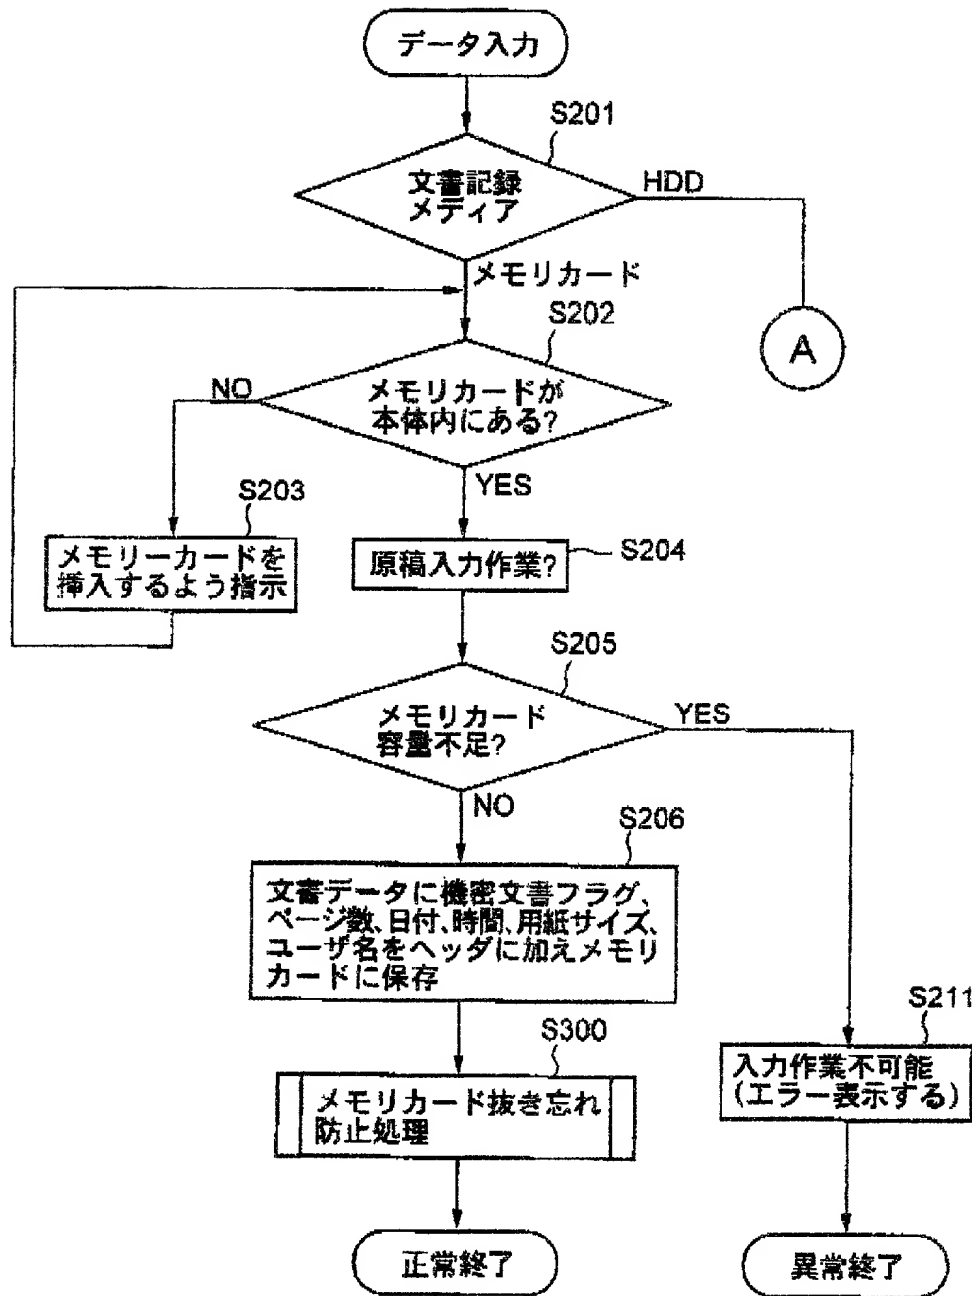 データ入力
S201
文書記録
メディア
HDD
メモリカード
A
S202
メモリカードが
本体内にある?
NO
YES
S203
メモリーカードを
挿入するよう指示
原稿入力作業?
S204
S205
メモリカード
容量不足?
YES
NO
S206
文書データに機密文書フラグ、
ページ数、日付、時間、用紙サイズ、
ユーザ名をヘッダに加えメモリ
カードに保存
S211
入力作業不可能
(エラー表示する)
S300
メモリカード抜き忘れ
防止処理
正常終了
異常終了